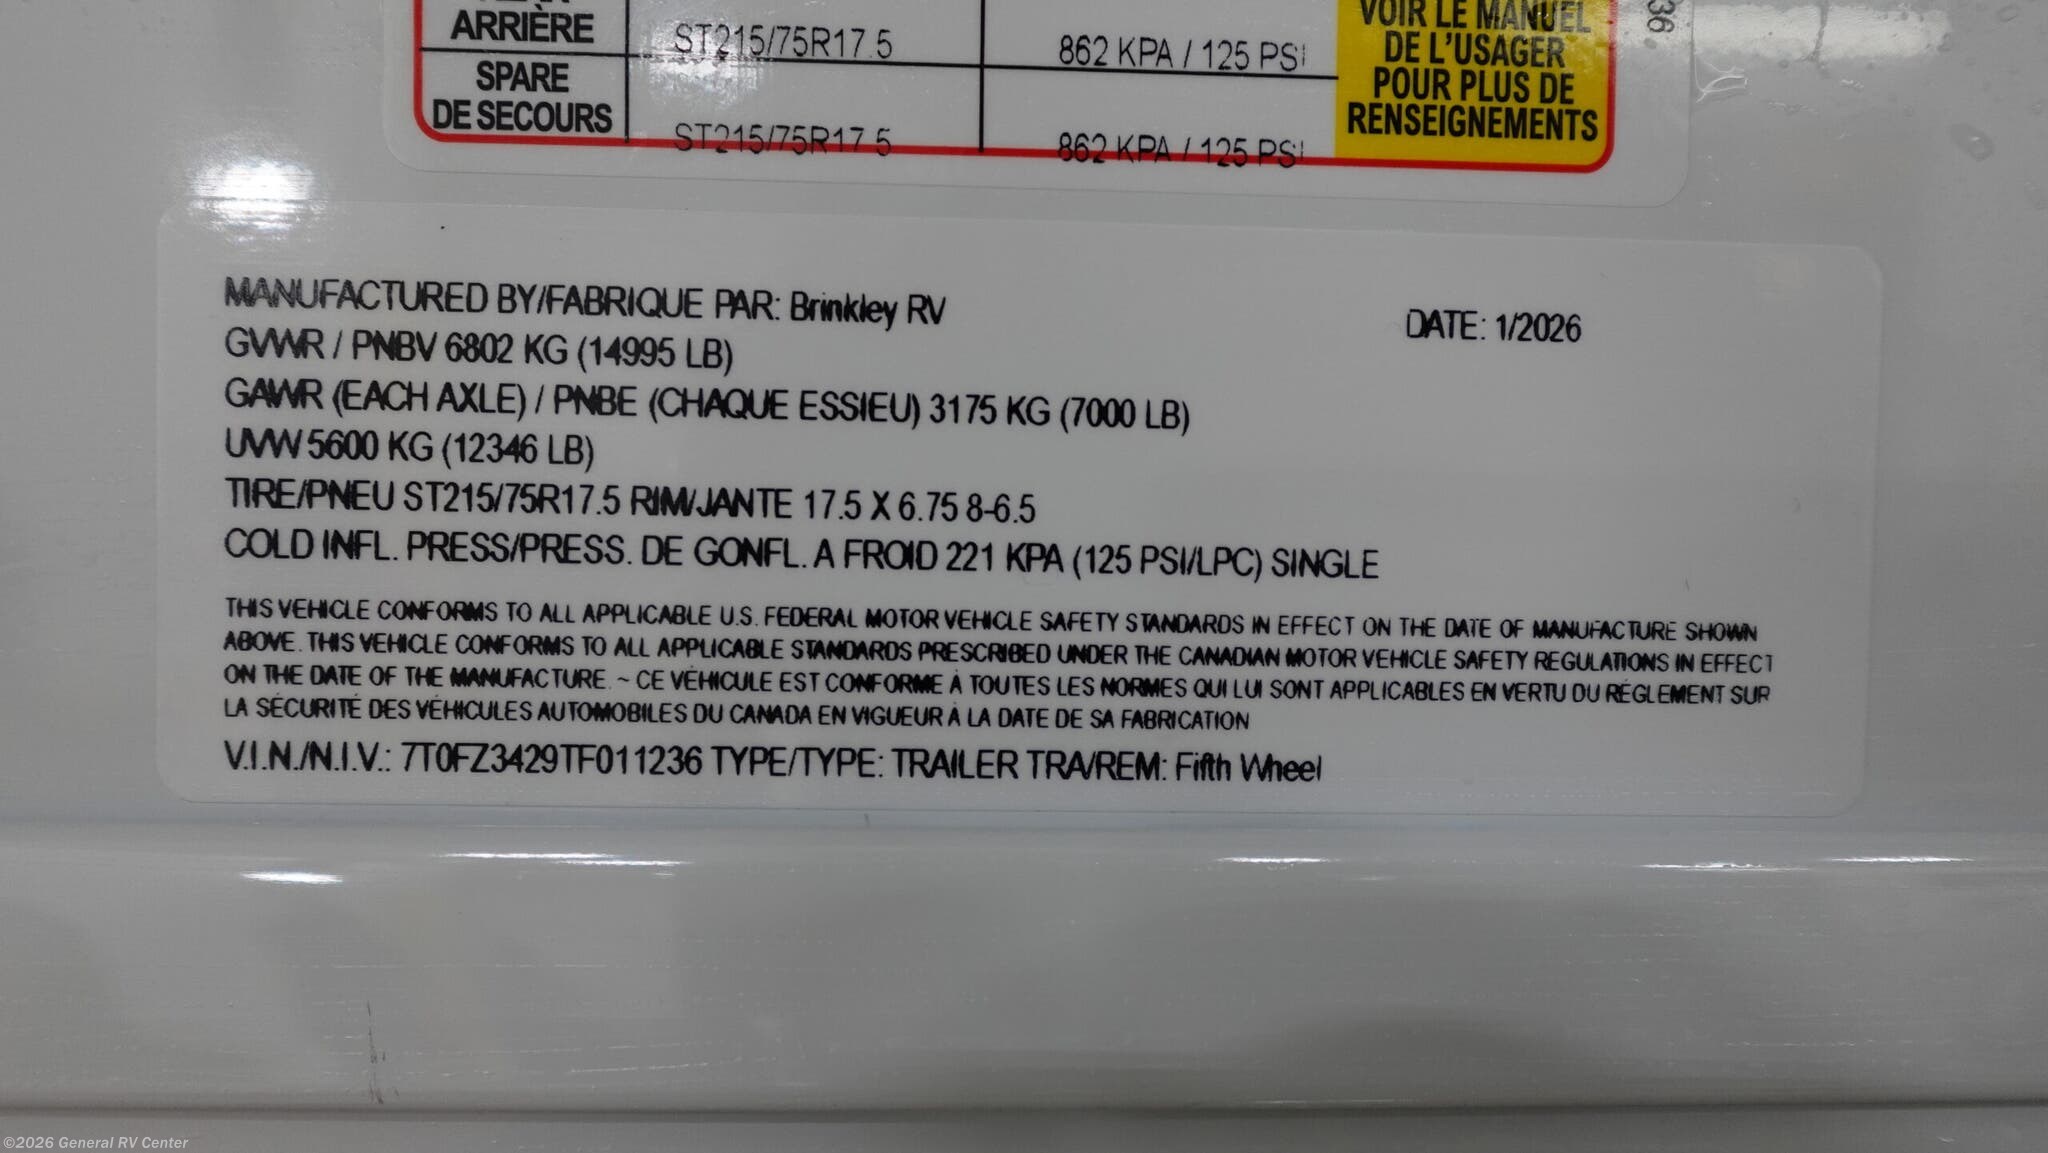 ARRIÈRE ST215/75R17.5 862 KPA / 125 PSI
SPARE
DE SECOURS ST215/75R17.5 862 KPA / 125 PSI
VOIR LE MANUEL
DE L'USAGER
POUR PLUS DE
RENSEIGNEMENTS
36
MANUFACTURED BY/FABRIQUE PAR: Brinkley RV
DATE: 1/2026
GVWR / PNBV 6802 KG (14995 LB)
GAWR (EACH AXLE) / PNBE (CHAQUE ESSIEU) 3175 KG (7000 LB)
UVW 5600 KG (12346 LB)
TIRE/PNEU ST215/75R17.5 RIM/JANTE 17.5 X 6.75 8-6.5
COLD INFL. PRESS/PRESS. DE GONFL. A FROID 221 KPA (125 PSI/LPC) SINGLE
THIS VEHICLE CONFORMS TO ALL APPLICABLE U.S. FEDERAL MOTOR VEHICLE SAFETY STANDARDS IN EFFECT ON THE DATE OF MANUFACTURE SHOWN
ABOVE. THIS VEHICLE CONFORMS TO ALL APPLICABLE STANDARDS PRESCRIBED UNDER THE CANADIAN MOTOR VEHICLE SAFETY REGULATIONS IN EFFECT
ON THE DATE OF THE MANUFACTURE. ~ CE VÉHICULE EST CONFORME À TOUTES LES NORMES QUI LUI SONT APPLICABLES EN VERTU DU RÉGLEMENT SUR
LA SÉCURITÉ DES VÉHICULES AUTOMOBILES DU CANADA EN VIGUEUR À LA DATE DE SA FABRICATION
V.I.N./N.I.V.: 7T0FZ3429TF011236 TYPE/TYPE: TRAILER TRA/REM: Fifth Wheel
©2026 General RV Center